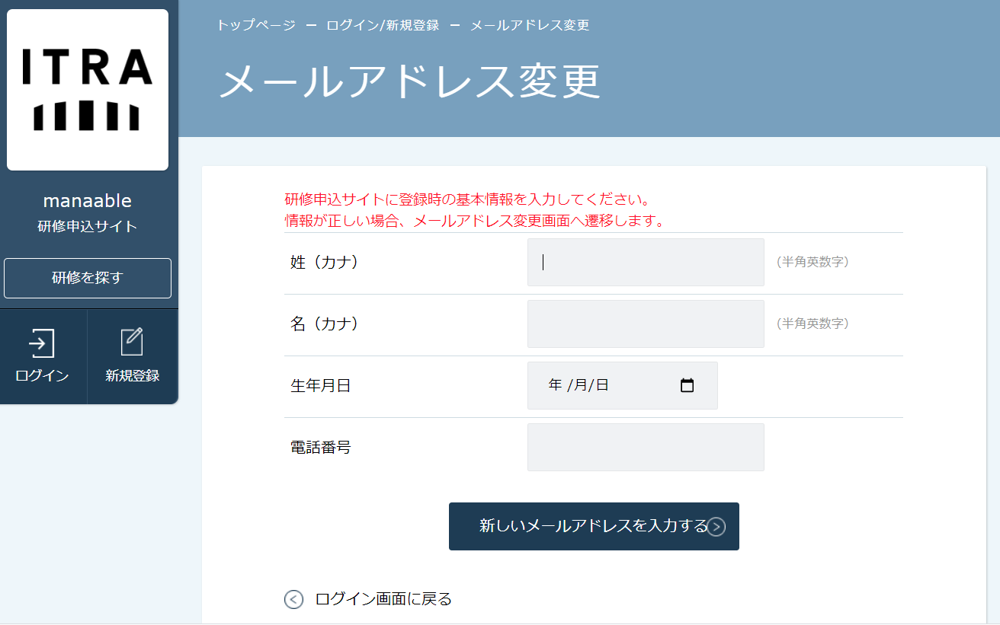 ITRA
manaable
研修申込サイト
研修を探す
ログイン
新規登録
トップページ ー ログイン/新規登録 ー メールアドレス変更
メールアドレス変更
研修申込サイトに登録時の基本情報を入力してください。
情報が正しい場合、メールアドレス変更画面へ遷移します。
姓（カナ） (半角英数字)
名（カナ） (半角英数字)
生年月日 年 /月/日
電話番号
新しいメールアドレスを入力する
ログイン画面に戻る